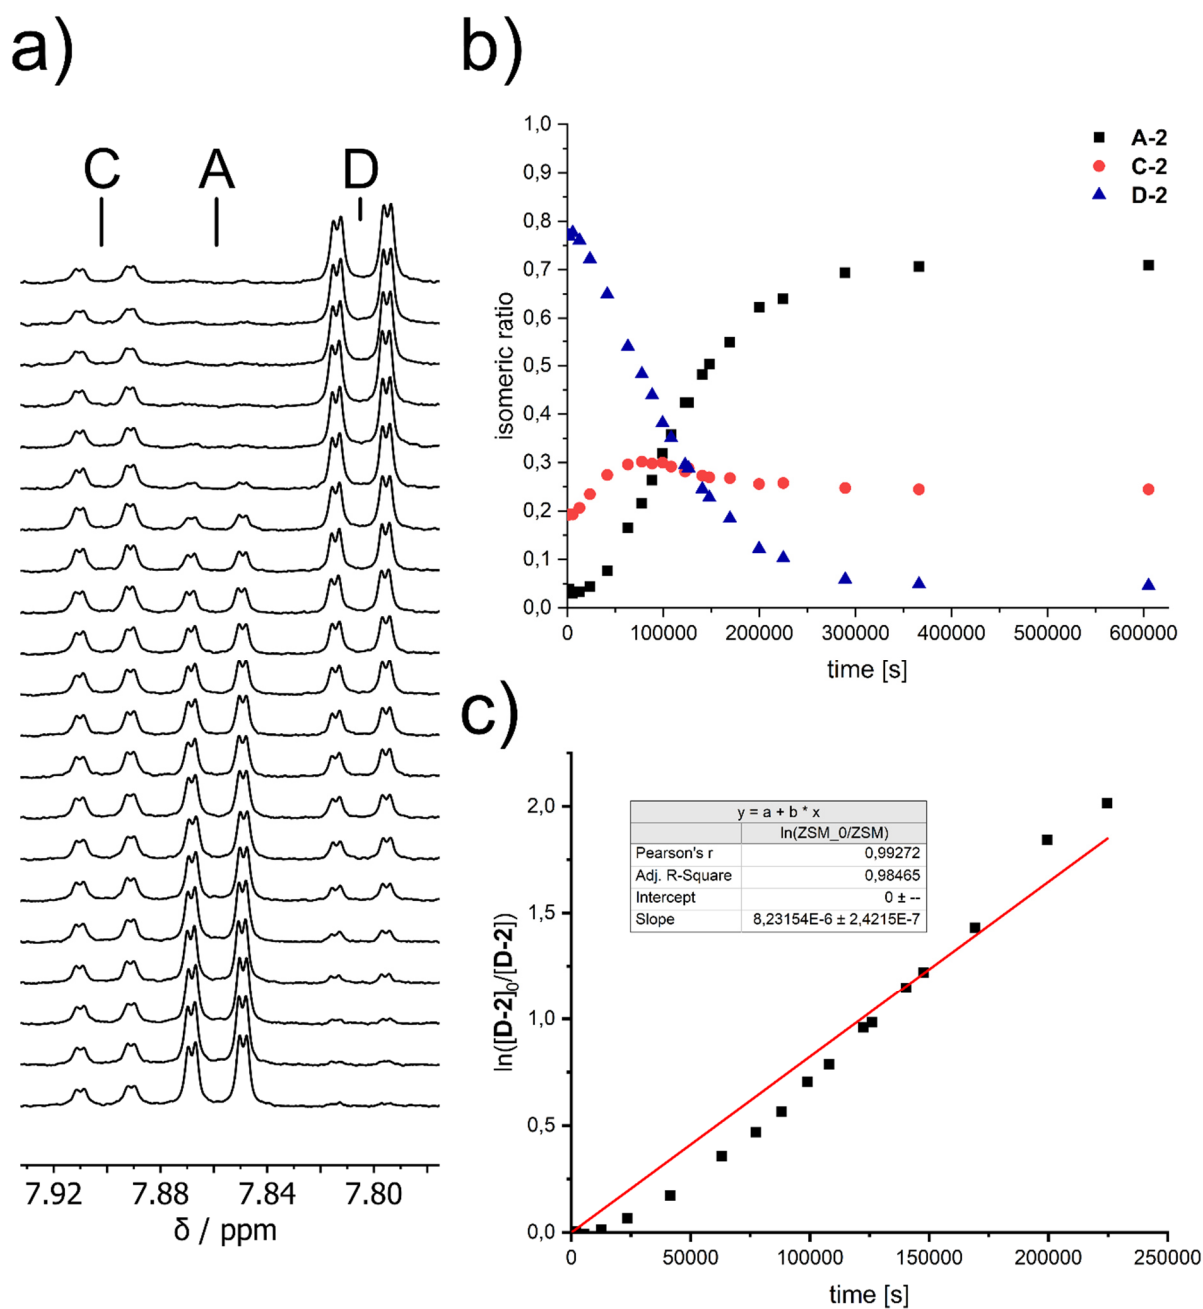 a)
C A D
7.92 7.88 7.84 7.80
δ / ppm
b)
1,0
0,9
0,8
0,7
0,6
0,5
0,4
0,3
0,2
0,1
0,0
isomeric ratio
A-2
C-2
D-2
0 100000 200000 300000 400000 500000 600000
time [s]
c)
2,0
1,5
1,0
0,5
0,0
ln([D-2]₀/[D-2])
y = a + b * x
ln(ZSM_0/ZSM)
Pearson's r 0,99272
Adj. R-Square 0,98465
Intercept 0 ± --
Slope 8,23154E-6 ± 2,4215E-7
0 50000 100000 150000 200000 250000
time [s]